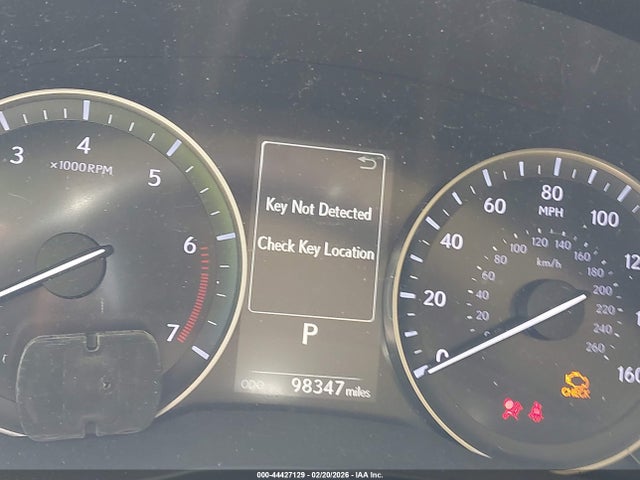 3
4
5
6
7
x1000RPM
Key Not Detected
Check Key Location
P
ODO 98347 miles
0
20
40
60
80
100
160
MPH
20
40
60
80
100
120
140
160
180
200
220
240
260
km/h
CHECK
000-44427129 - 02/20/2026 - IAA Inc.